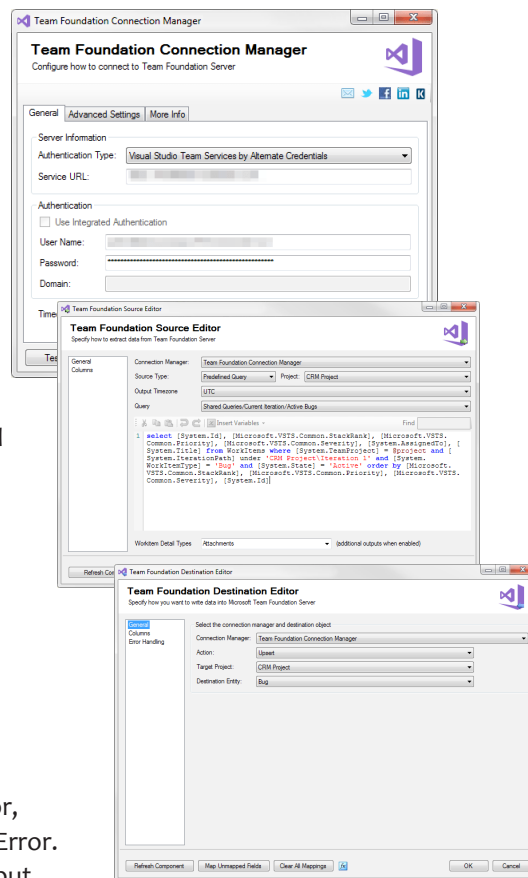 Team Foundation Connection Manager
Team Foundation Connection Manager
Configure how to connect to Team Foundation Server
General Advanced Settings More Info
Server Information
Authentication Type: Visual Studio Team Services by Alternate Credentials
Service URL:
Authentication
Use Integrated Authentication
User Name:
Password: **************************************************
Domain:
Team Foundation Source Editor
Team Foundation Source Editor
Specify how to extract data from Team Foundation Server
General
Columns
Connection Manager: Team Foundation Connection Manager
Source Type: Predefined Query Project: CRM Project
Output Timezone UTC
Query Shared Queries/Current Iteration/Active Bugs
Insert Variables Find
1 select [System.Id], [Microsoft.VSTS.Common.StackRank], [Microsoft.VSTS.
Common.Priority], [Microsoft.VSTS.Common.Severity], [System.AssignedTo], [
System.Title] from WorkItems where [System.TeamProject] = @project and [
System.IterationPath] under 'CRM Project\Iteration 1' and [System.
WorkItemType] = 'Bug' and [System.State] = 'Active' order by [Microsoft.
VSTS.Common.StackRank], [Microsoft.VSTS.Common.Priority], [Microsoft.VSTS.
Common.Severity], [System.Id]
Workitem Detail Types Attachments (additional outputs when enabled)
Team Foundation Destination Editor
Team Foundation Destination Editor
Specify how you want to write data into Microsoft Team Foundation Server
General
Columns
Error Handling
Select the connection manager and destination object
Connection Manager: Team Foundation Connection Manager
Action: Upsert
Target Project: CRM Project
Destination Entity: Bug
Refresh Component Map Unmapped Fields Clear All Mappings fx OK Cancel
Error.